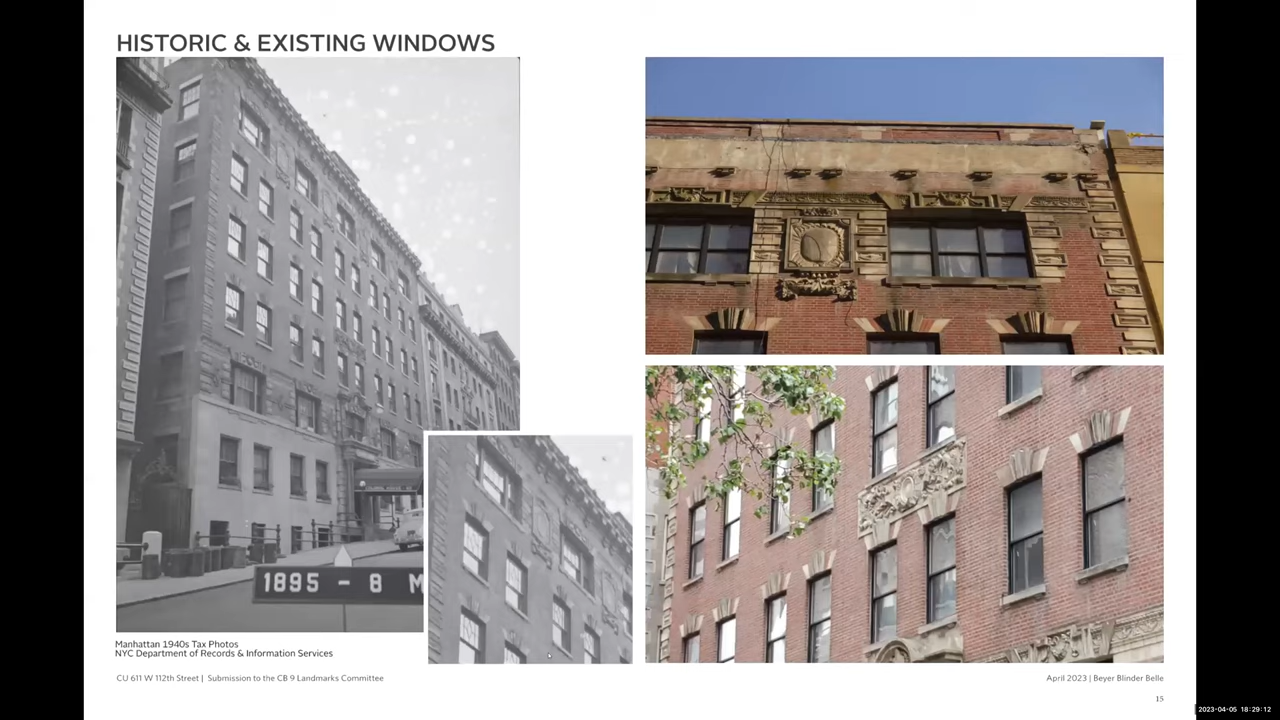 HISTORIC & EXISTING WINDOWS
1895 - 8 M
Manhattan 1940s Tax Photos
NYC Department of Records & Information Services
CU 611 W 112th Street | Submission to the CB 9 Landmarks Committee
April 2023 | Beyer Blinder Belle
15
2023-04-05 18:29:12